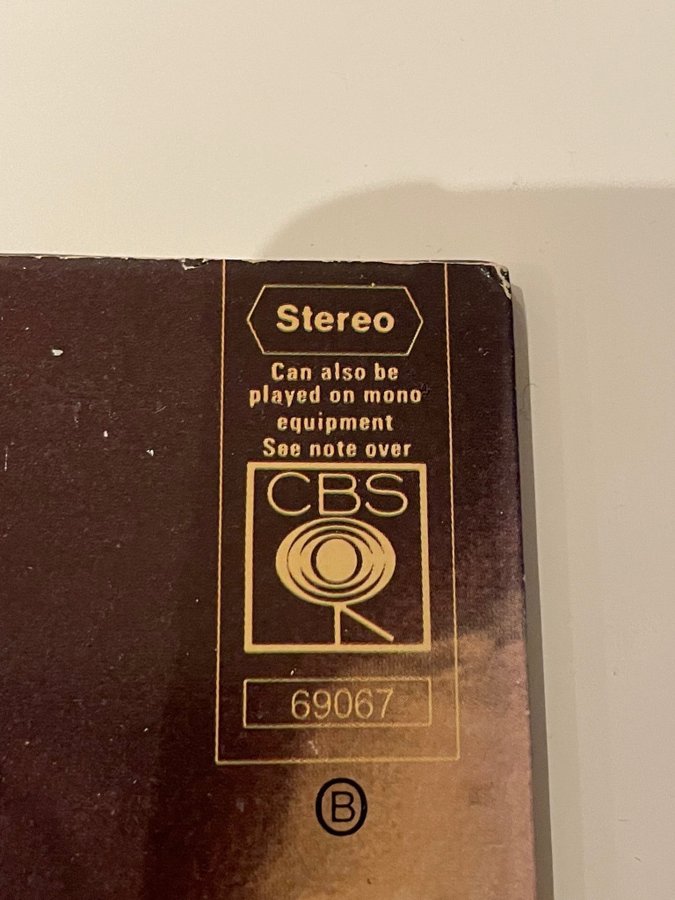 Stereo
Can also be
played on mono
equipment
See note over
CBS
69067
B